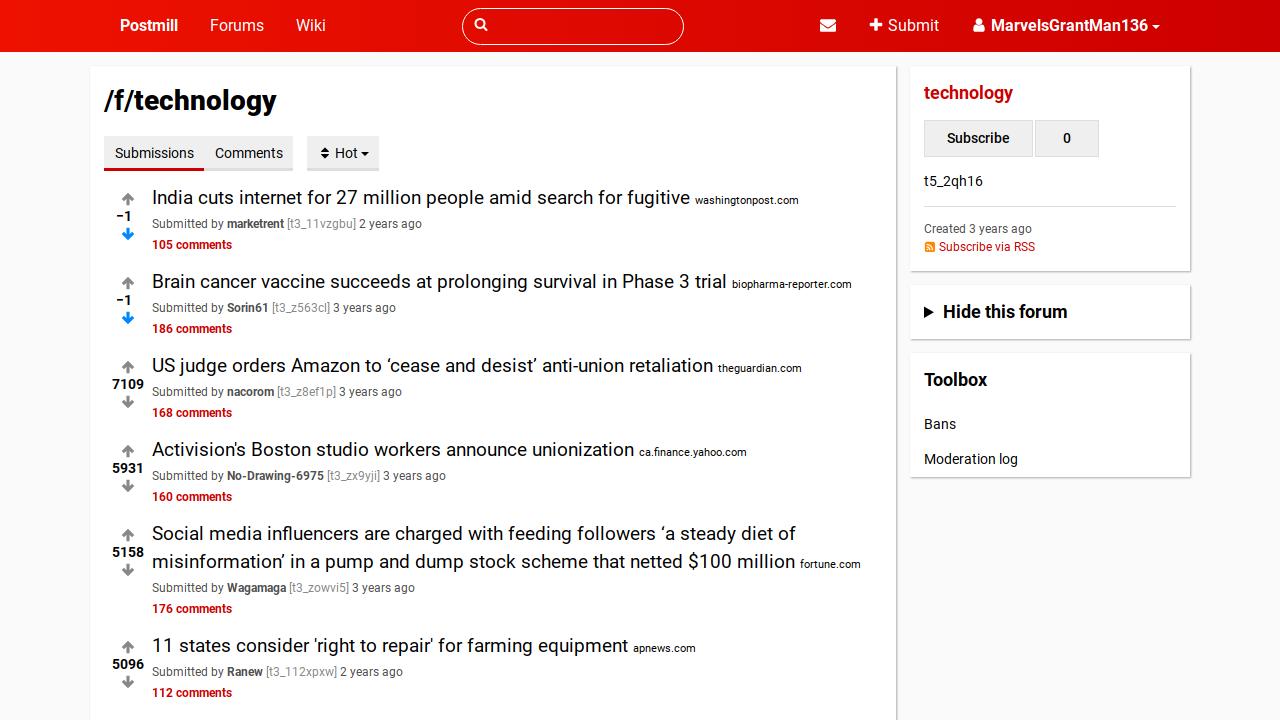 Postmill Forums Wiki Submit MarvelsGrantMan136
/f/technology
Submissions Comments Hot
India cuts internet for 27 million people amid search for fugitive washingtonpost.com
−1
Submitted by marketrent [t3_11vzgbu] 2 years ago
105 comments
Brain cancer vaccine succeeds at prolonging survival in Phase 3 trial biopharma-reporter.com
−1
Submitted by Sorin61 [t3_z563cl] 3 years ago
186 comments
US judge orders Amazon to ‘cease and desist’ anti-union retaliation theguardian.com
7109
Submitted by nacorom [t3_z8ef1p] 3 years ago
168 comments
Activision's Boston studio workers announce unionization ca.finance.yahoo.com
5931
Submitted by No-Drawing-6975 [t3_zx9yji] 3 years ago
160 comments
Social media influencers are charged with feeding followers ‘a steady diet of
5158
misinformation’ in a pump and dump stock scheme that netted $100 million fortune.com
Submitted by Wagamaga [t3_zowvi5] 3 years ago
176 comments
11 states consider 'right to repair' for farming equipment apnews.com
5096
Submitted by Ranew [t3_112xpxw] 2 years ago
112 comments
technology
Subscribe 0
t5_2qh16
Created 3 years ago
Subscribe via RSS
Hide this forum
Toolbox
Bans
Moderation log